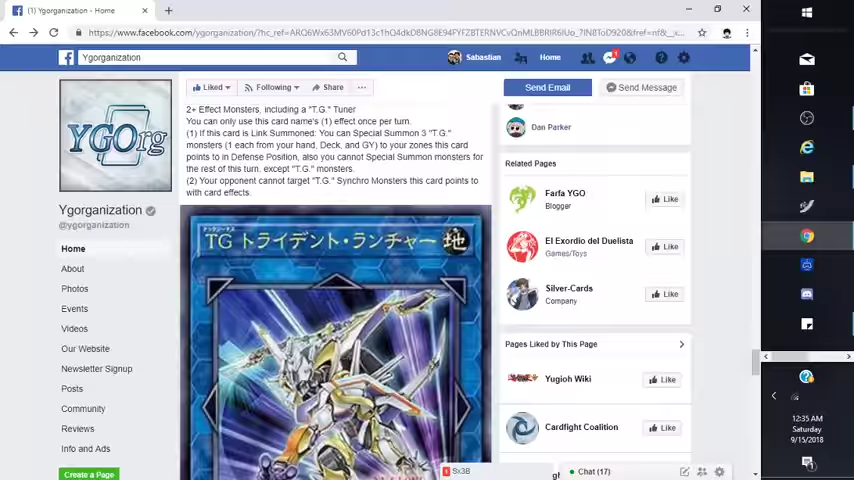 (1) Ygorganization - Home
https://www.facebook.com/ygorganization/?hc_ref=
Ygorganization
Sabastian
Home
1
Liked
Following
Share
Send Email
Send Message
YGOrg
Ygorganization
@ygorganization
Home
About
Photos
Events
Videos
Our Website
Newsletter Signup
Posts
Community
Reviews
Info and Ads
Create a Page
2+ Effect Monsters, including a "T.G." Tuner
You can only use this card name's (1) effect once per turn.
(1) If this card is Link Summoned: You can Special Summon 3 "T.G."
monsters (1 each from your hand, Deck, and GY) to your zones this card
points to in Defense Position, also you cannot Special Summon monsters for
the rest of this turn, except "T.G." monsters.
(2) Your opponent cannot target "T.G." Synchro Monsters this card points to
with card effects.
TG トライデント・ランチャー 地
Dan Parker
Related Pages
Farfa YGO
Blogger
Like
El Exordio del Duelista
Games/Toys
Like
Silver-Cards
Company
Like
Pages Liked by This Page
Yugioh Wiki
Like
Cardfight Coalition
Like
Sx3B
Chat (17)
12:35 AM
Saturday
9/15/2018